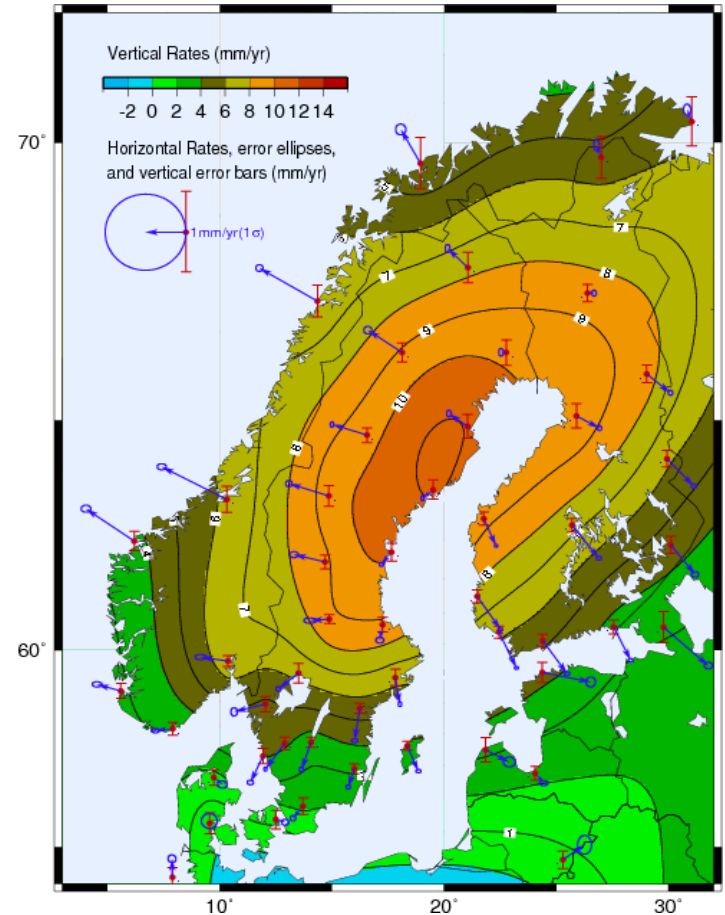 Vertical Rates (mm/yr)
-2 0 2 4 6 8 10 12 14
Horizontal Rates, error ellipses,
and vertical error bars (mm/yr)
1mm/yr(1σ)
70°
60°
10° 20° 30°
7
7
8
9
9
10
8
6
4
7
8
1